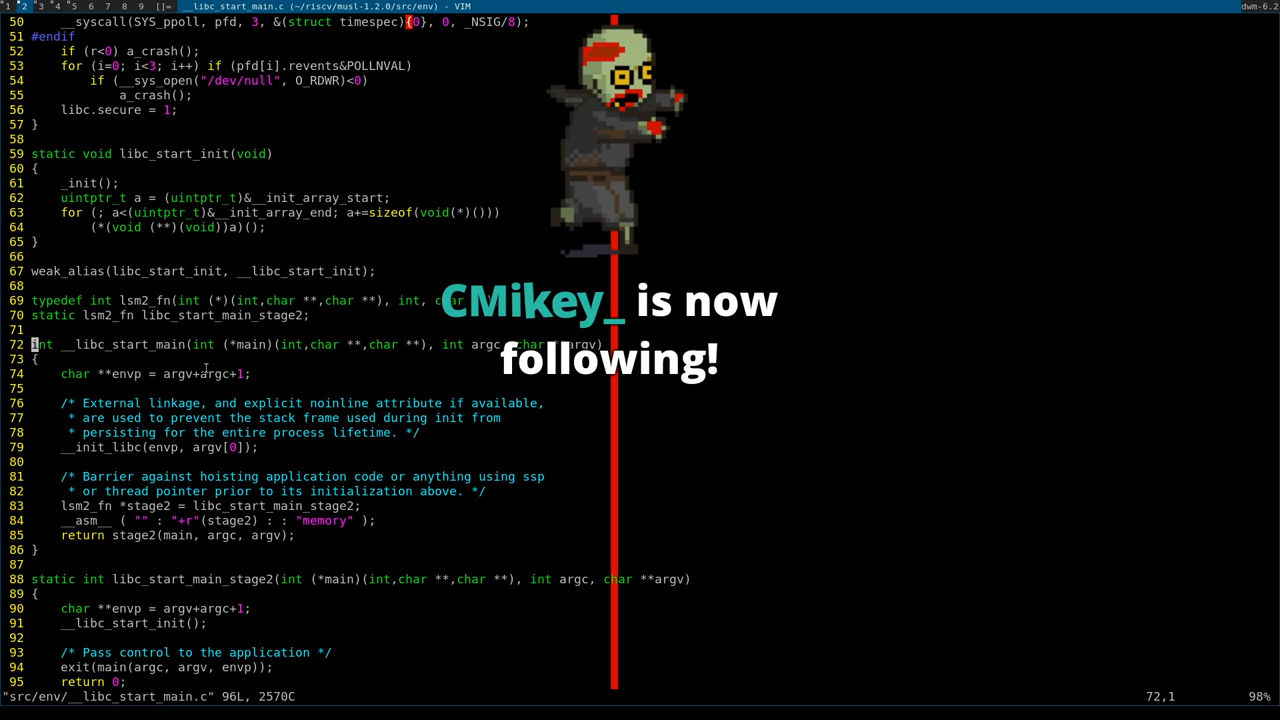 1 2 3 4 5 6 7 8 9 []= __libc_start_main.c (~/riscv/musl-1.2.0/src/env) - VIM dwm-6.2
50 __syscall(SYS_ppoll, pfd, 3, &(struct timespec){0}, 0, _NSIG/8);
51 #endif
52 if (r<0) a_crash();
53 for (i=0; i<3; i++) if (pfd[i].revents&POLLNVAL)
54 if (__sys_open("/dev/null", O_RDWR)<0)
55 a_crash();
56 libc.secure = 1;
57 }
58
59 static void libc_start_init(void)
60 {
61 _init();
62 uintptr_t a = (uintptr_t)&__init_array_start;
63 for (; a<(uintptr_t)&__init_array_end; a+=sizeof(void(*)()))
64 (*(void (**)(void))a)();
65 }
66
67 weak_alias(libc_start_init, __libc_start_init);
68
69 typedef int lsm2_fn(int (*)(int,char **,char **), int,
70 static lsm2_fn libc_start_main_stage2;
71
72 int __libc_start_main(int (*main)(int,char **,char **), int argc, char **argv)
73 {
74 char **envp = argv+argc+1;
75
76 /* External linkage, and explicit noinline attribute if available,
77 * are used to prevent the stack frame used during init from
78 * persisting for the entire process lifetime. */
79 __init_libc(envp, argv[0]);
80
81 /* Barrier against hoisting application code or anything using ssp
82 * or thread pointer prior to its initialization above. */
83 lsm2_fn *stage2 = libc_start_main_stage2;
84 __asm__ ( "" : "+r"(stage2) : : "memory" );
85 return stage2(main, argc, argv);
86 }
87
88 static int libc_start_main_stage2(int (*main)(int,char **,char **), int argc, char **argv)
89 {
90 char **envp = argv+argc+1;
91 __libc_start_init();
92
93 /* Pass control to the application */
94 exit(main(argc, argv, envp));
95 return 0;
"src/env/__libc_start_main.c" 96L, 2570C 72,1 98%
CMikey_ is now
following!